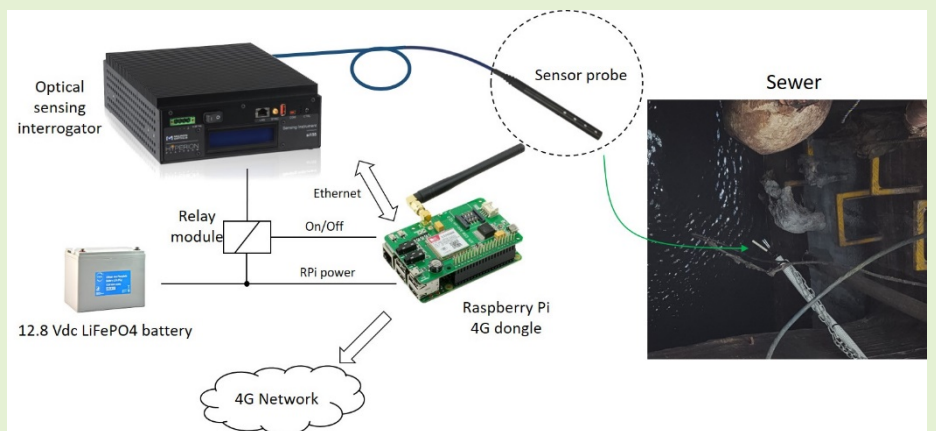 Optical
sensing
interrogator
Sensor probe
Sewer
Ethernet
Relay
module
On/Off
RPi power
12.8 Vdc LiFePO4 battery
Raspberry Pi
4G dongle
4G Network